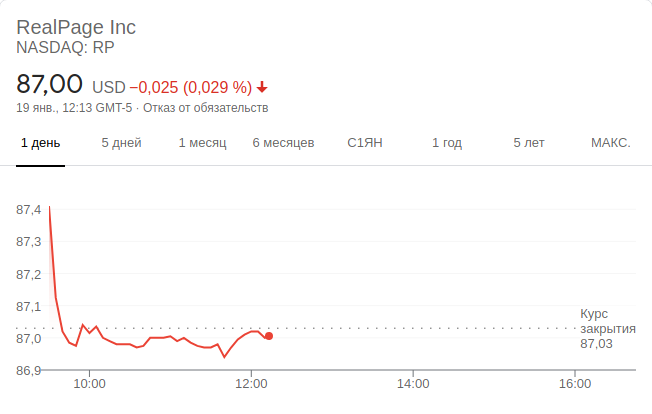 RealPage Inc
NASDAQ: RP
87,00 USD −0,025 (0,029 %)
19 янв., 12:13 GMT-5 · Отказ от обязательств
1 день 5 дней 1 месяц 6 месяцев С1ЯН 1 год 5 лет МАКС.
87,4
87,3
87,2
87,1
87,0
86,9
Курс
закрытия
87,03
10:00 12:00 14:00 16:00